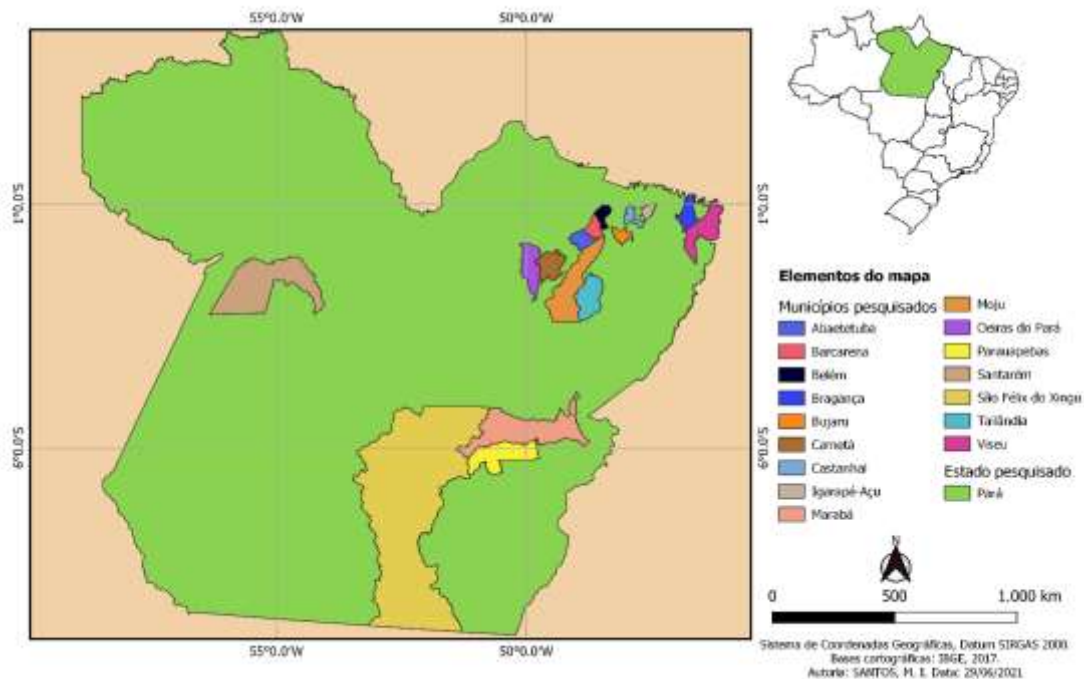 55°0.0'W
50°0.0'W
1°0.0'S
1°0.0'S
6°0.0'S
6°0.0'S
55°0.0'W
50°0.0'W
Elementos do mapa
Municípios pesquisados
Abaetetuba
Barcarena
Belém
Bragança
Bujaru
Cametá
Castanhal
Igarapé-Açu
Marabá
Moju
Oeiras do Pará
Parauapebas
Santarém
São Félix do Xingu
Tailândia
Viseu
Estado pesquisado
Pará
N
0 500 1.000 km
Sistema de Coordenadas Geográficas, Datum SIRGAS 2000.
Bases cartográficas: IBGE, 2017.
Autoria: SANTOS, M. I. Data: 29/06/2021